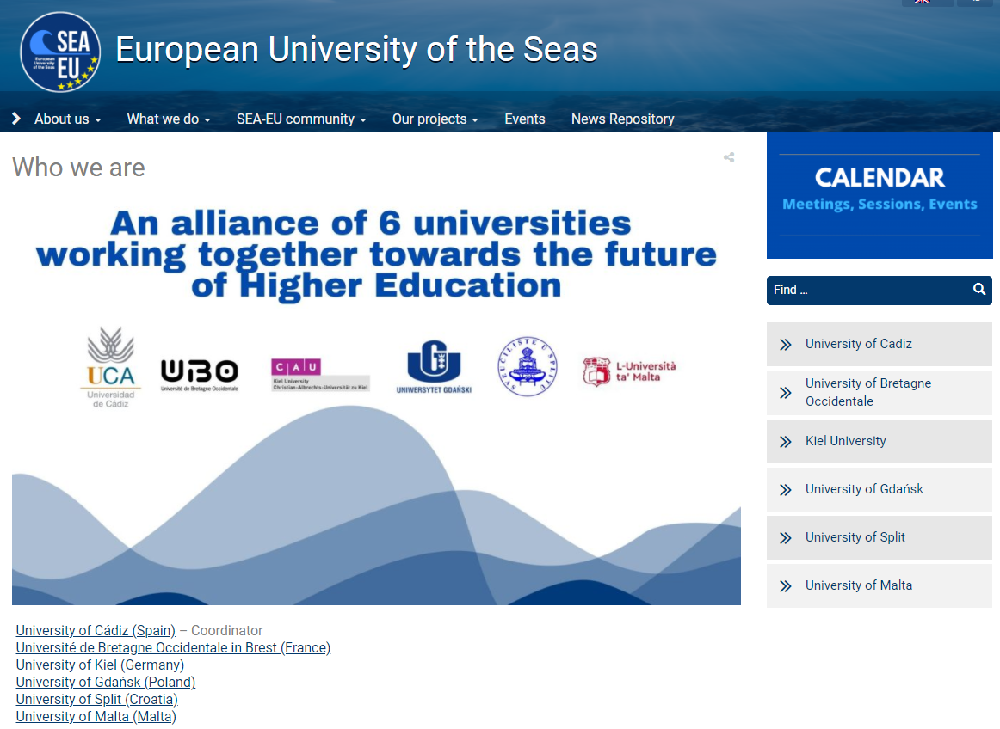 SEA
EU
European
University
of the Seas
European University of the Seas
About us
What we do
SEA-EU community
Our projects
Events
News Repository
Who we are
An alliance of 6 universities
working together towards the future
of Higher Education
UCA
Universidad
de Cádiz
UBO
Université de Bretagne Occidentale
C A U
Kiel University
Christian-Albrechts-Universität zu Kiel
UNIWERSYTET GDAŃSKI
SVEUČILIŠTE U SPLITU
L-Università
ta' Malta
CALENDAR
Meetings, Sessions, Events
Find ...
University of Cadiz
University of Bretagne
Occidentale
Kiel University
University of Gdańsk
University of Split
University of Malta
University of Cádiz (Spain) – Coordinator
Université de Bretagne Occidentale in Brest (France)
University of Kiel (Germany)
University of Gdańsk (Poland)
University of Split (Croatia)
University of Malta (Malta)